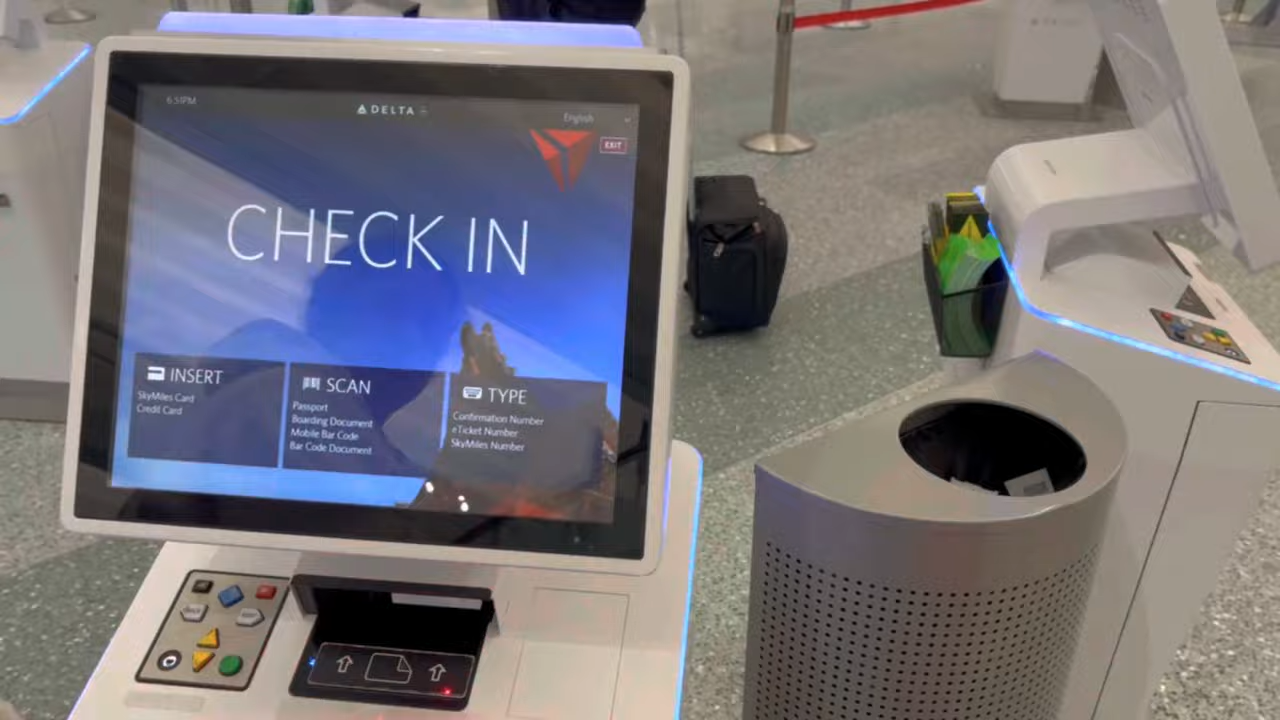 6:51PM
DELTA
English
EXIT
CHECK IN
INSERT
SkyMiles Card
Credit Card
SCAN
Passport
Boarding Document
Mobile Bar Code
Bar Code Document
TYPE
Confirmation Number
eTicket Number
SkyMiles Number